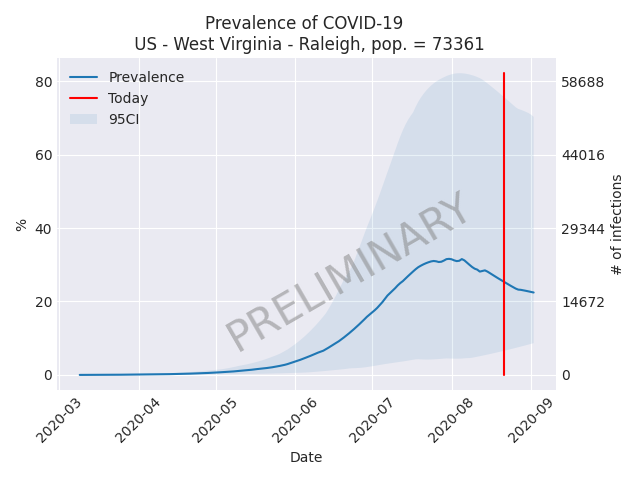 Prevalence of COVID-19
US - West Virginia - Raleigh, pop. = 73361
Prevalence
Today
95CI
80
60
40
20
0
%
58688
44016
29344
14672
0
# of infections
PRELIMINARY
2020-03
2020-04
2020-05
2020-06
2020-07
2020-08
2020-09
Date